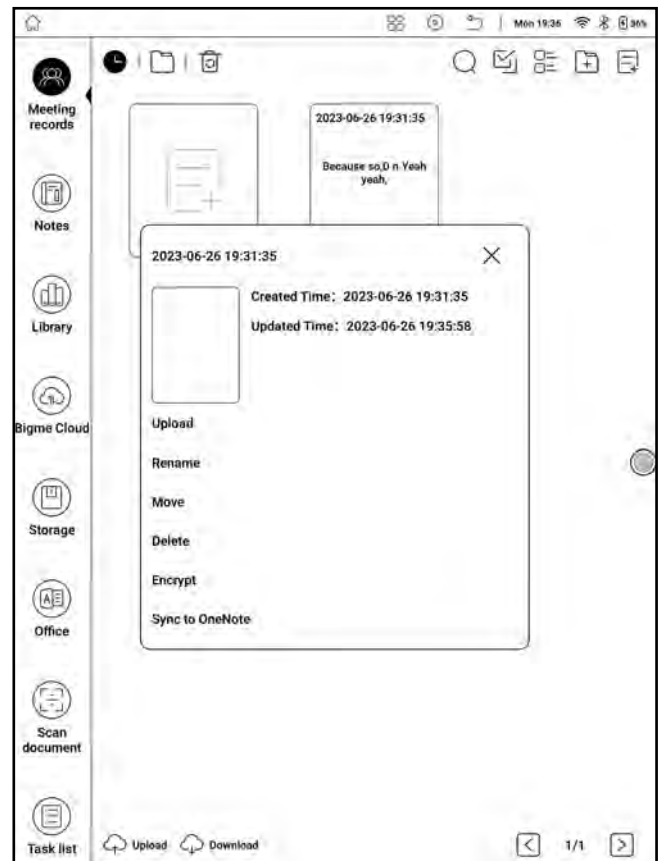 Mon 19:36
36%
Meeting
records
Notes
Library
Bigme Cloud
Storage
Office
Scan
document
Task list
2023-06-26 19:31:35
Because so,D n Yeah
yeah,
2023-06-26 19:31:35
Created Time: 2023-06-26 19:31:35
Updated Time: 2023-06-26 19:35:58
Upload
Rename
Move
Delete
Encrypt
Sync to OneNote
Upload
Download
1/1